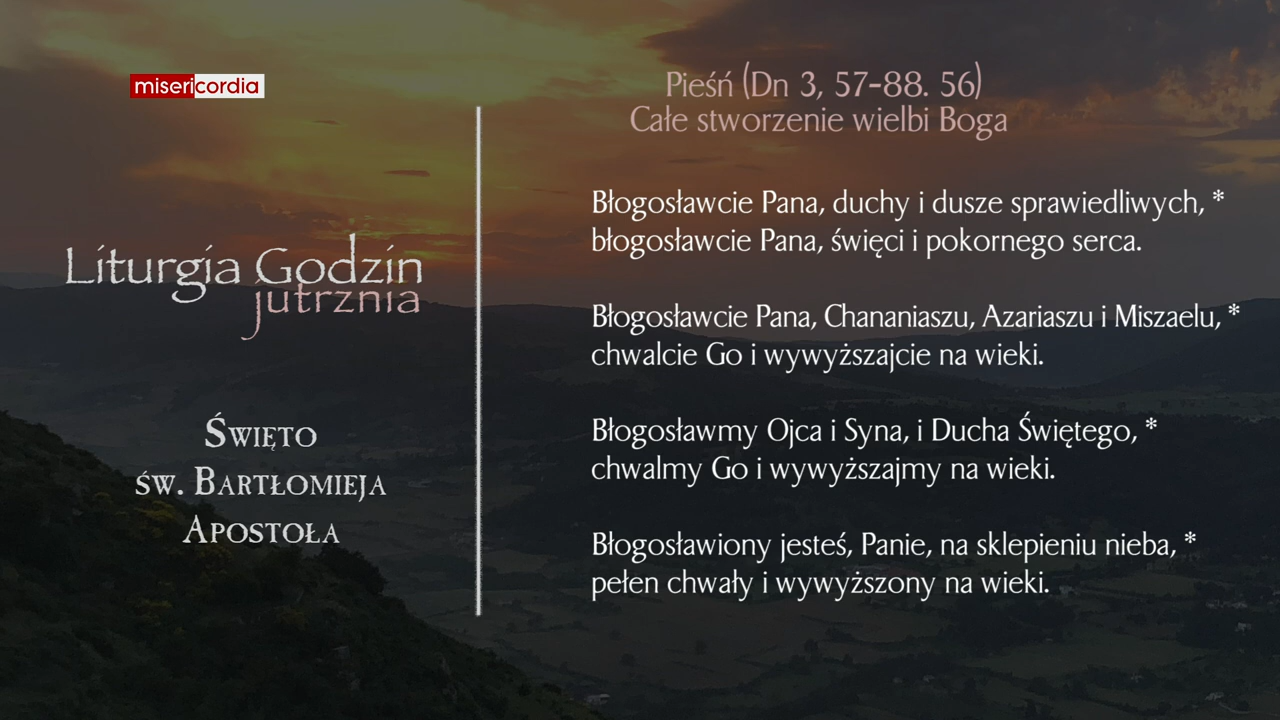 misericordia
Liturgia Godzin
jutrznia
Święto
św. Bartłomieja
Apostoła
Pieśń (Dn 3, 57-88. 56)
Całe stworzenie wielbi Boga
Błogosławcie Pana, duchy i dusze sprawiedliwych, *
błogosławcie Pana, święci i pokornego serca.
Błogosławcie Pana, Chananiaszu, Azariaszu i Miszaelu, *
chwalcie Go i wywyższajcie na wieki.
Błogosławmy Ojca i Syna, i Ducha Świętego, *
chwalmy Go i wywyższajmy na wieki.
Błogosławiony jesteś, Panie, na sklepieniu nieba, *
pełen chwały i wywyższony na wieki.